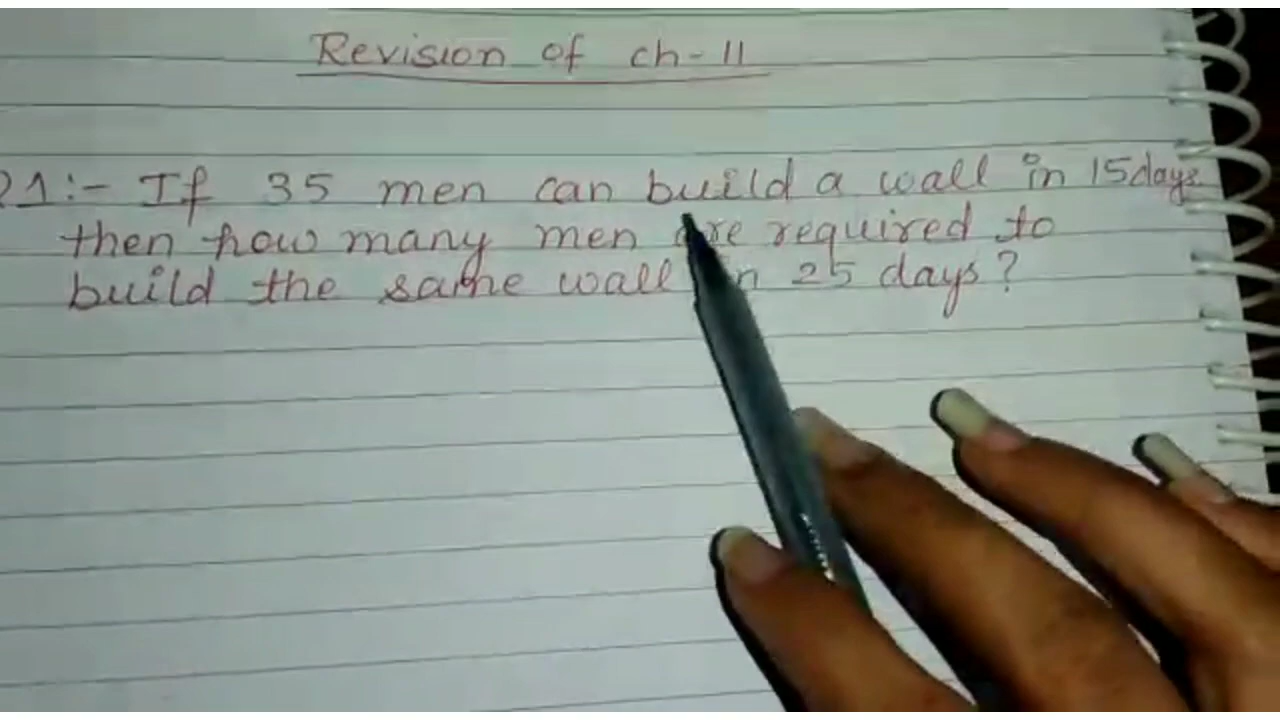 Revision of ch-11
Q1:- If 35 men can build a wall in 15 days
then how many men are required to
build the same wall in 25 days?